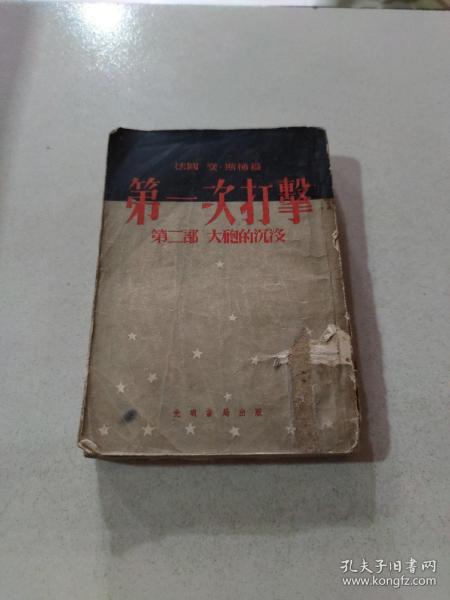 法國 安·斯梯爾
第一次打擊
第二部 大砲的沉沒
光明書局出版
孔夫子旧书网
www.kongfz.com